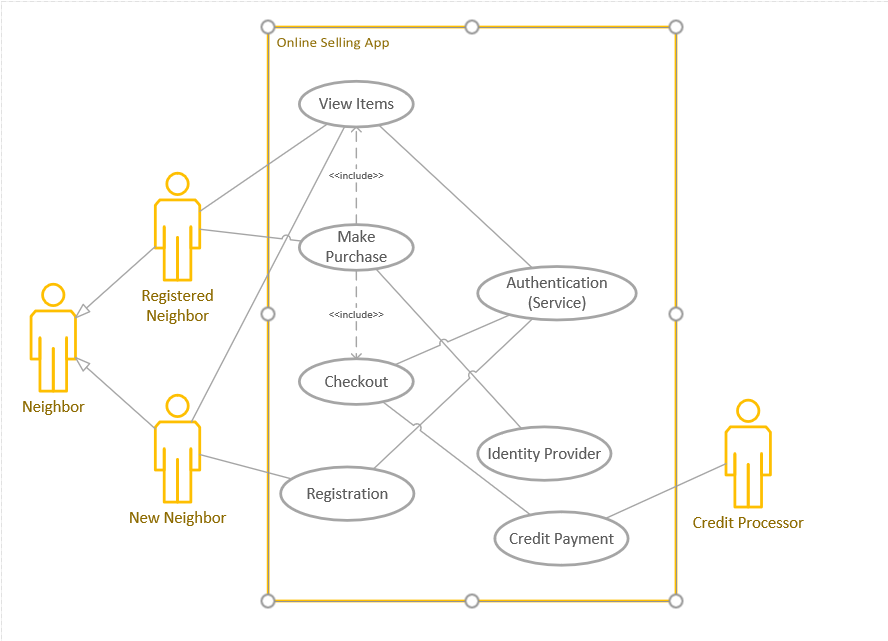 Online Selling App
View Items
<<include>>
Make
Purchase
Registered
Neighbor
Authentication
(Service)
<<include>>
Neighbor
Checkout
Identity Provider
Registration
New Neighbor
Credit Payment
Credit Processor